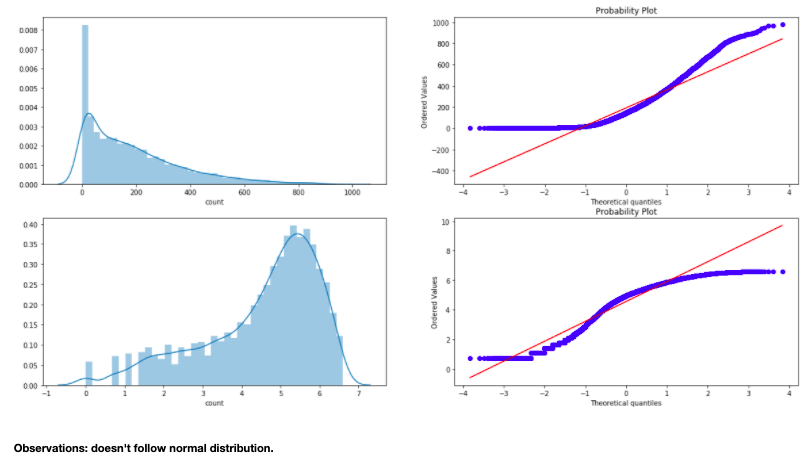 Probability Plot
0.008
0.007
0.006
0.005
0.004
0.003
0.002
0.001
0.000
0 200 400 600 800 1000
count
1000
800
600
400
200
0
−200
−400
Ordered Values
−4 −3 −2 −1 0 1 2 3 4
Theoretical quantiles
0.40
0.35
0.30
0.25
0.20
0.15
0.10
0.05
0.00
−1 0 1 2 3 4 5 6 7
count
Probability Plot
10
8
6
4
2
0
Ordered Values
−4 −3 −2 −1 0 1 2 3 4
Theoretical quantiles
Observations: doesn't follow normal distribution.